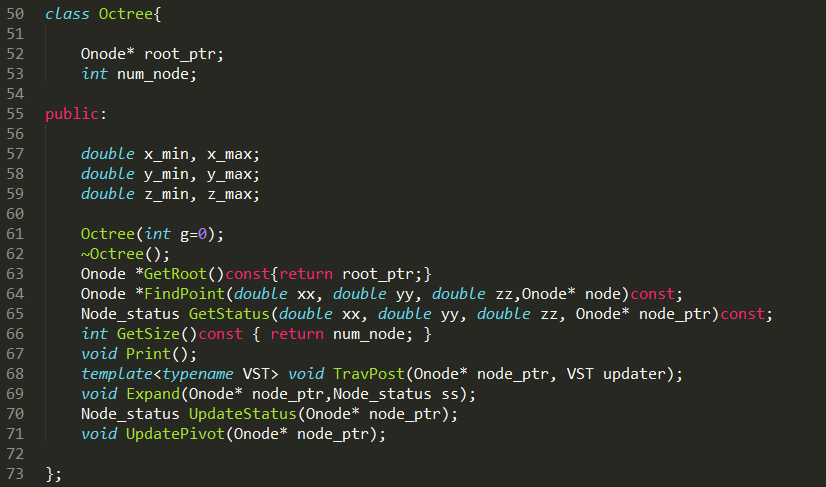 50 class Octree{
51
52     Onode* root_ptr;
53     int num_node;
54
55 public:
56
57     double x_min, x_max;
58     double y_min, y_max;
59     double z_min, z_max;
60
61     Octree(int g=0);
62     ~Octree();
63     Onode *GetRoot()const{return root_ptr;}
64     Onode *FindPoint(double xx, double yy, double zz,Onode* node)const;
65     Node_status GetStatus(double xx, double yy, double zz, Onode* node_ptr)const;
66     int GetSize()const { return num_node; }
67     void Print();
68     template<typename VST> void TravPost(Onode* node_ptr, VST updater);
69     void Expand(Onode* node_ptr,Node_status ss);
70     Node_status UpdateStatus(Onode* node_ptr);
71     void UpdatePivot(Onode* node_ptr);
72
73 };